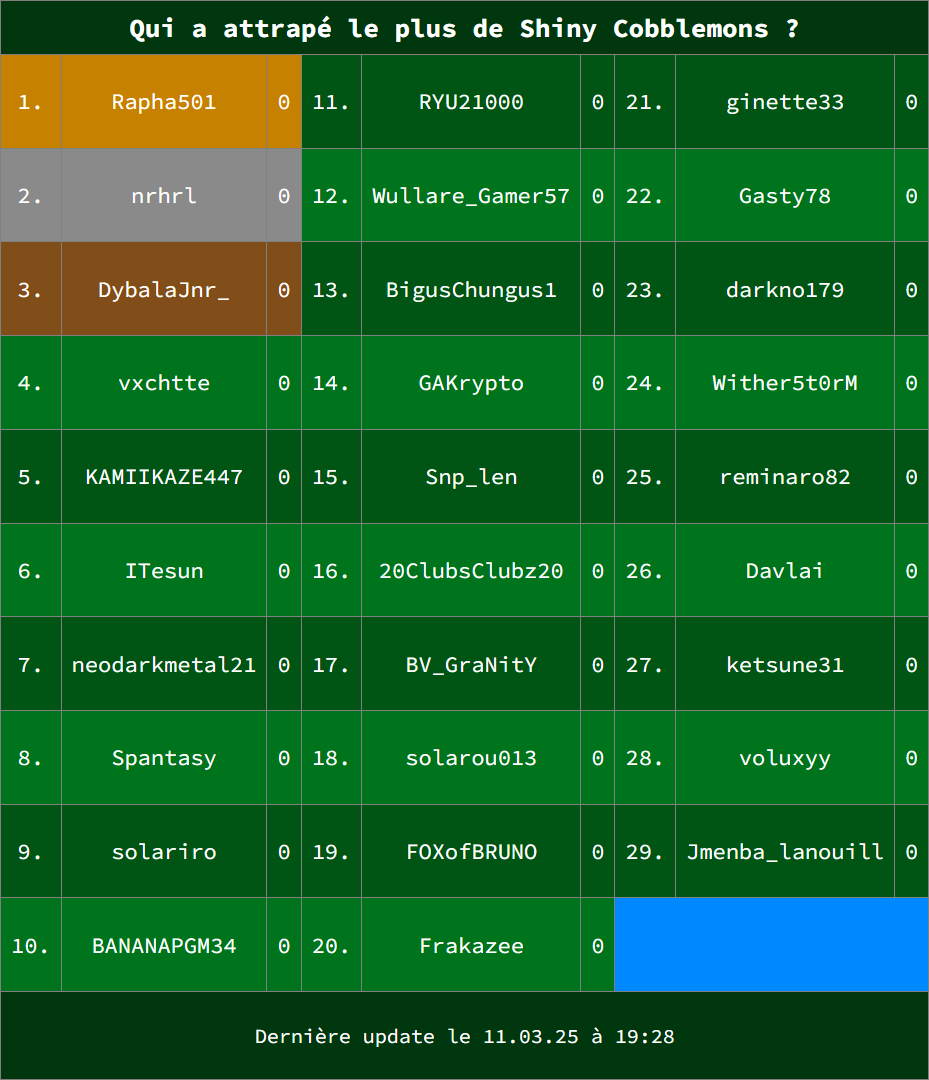 Qui a attrapé le plus de Shiny Cobblemons ?
1. Rapha501 0 11. RYU21000 0 21. ginette33 0
2. nrhrl 0 12. Wullare_Gamer57 0 22. Gasty78 0
3. DybalaJnr_ 0 13. BigusChungus1 0 23. darkno179 0
4. vxchtte 0 14. GAKrypto 0 24. Wither5t0rM 0
5. KAMIIKAZE447 0 15. Snp_len 0 25. reminaro82 0
6. ITesun 0 16. 20ClubsClubz20 0 26. Davlai 0
7. neodarkmetal21 0 17. BV_GraNitY 0 27. ketsune31 0
8. Spantasy 0 18. solarou013 0 28. voluxyy 0
9. solariro 0 19. FOXofBRUNO 0 29. Jmenba_lanouill 0
10. BANANAPGM34 0 20. Frakazee 0
Dernière update le 11.03.25 à 19:28